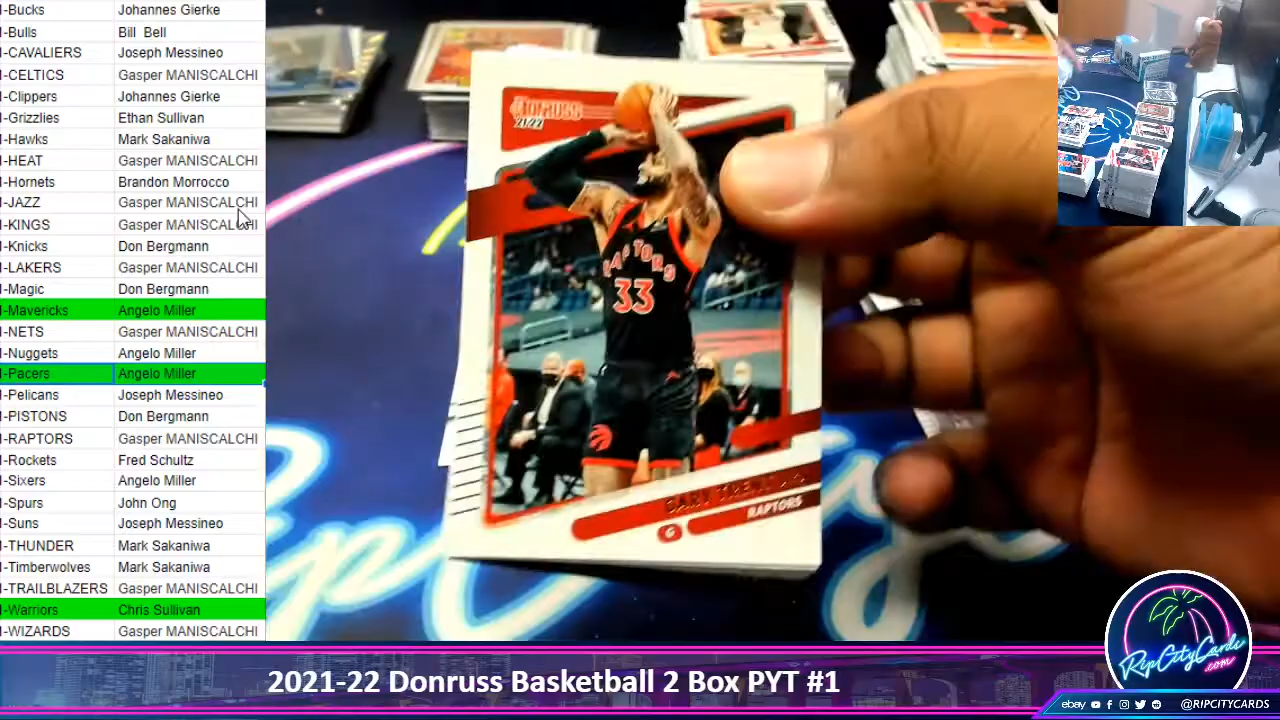 I-Bucks Johannes Gierke
I-Bulls Bill Bell
I-CAVALIERS Joseph Messineo
I-CELTICS Gasper MANISCALCHI
I-Clippers Johannes Gierke
I-Grizzlies Ethan Sullivan
I-Hawks Mark Sakaniwa
I-HEAT Gasper MANISCALCHI
I-Hornets Brandon Morrocco
I-JAZZ Gasper MANISCALCHI
I-KINGS Gasper MANISCALCHI
I-Knicks Don Bergmann
I-LAKERS Gasper MANISCALCHI
I-Magic Don Bergmann
I-Mavericks Angelo Miller
I-NETS Gasper MANISCALCHI
I-Nuggets Angelo Miller
I-Pacers Angelo Miller
I-Pelicans Joseph Messineo
I-PISTONS Don Bergmann
I-RAPTORS Gasper MANISCALCHI
I-Rockets Fred Schultz
I-Sixers Angelo Miller
I-Spurs John Ong
I-Suns Joseph Messineo
I-THUNDER Mark Sakaniwa
I-Timberwolves Mark Sakaniwa
I-TRAILBLAZERS Gasper MANISCALCHI
I-Warriors Chris Sullivan
I-WIZARDS Gasper MANISCALCHI
DONRUSS
21/22
RAPTORS
33
GARY
RAPTORS
G
RipCityCards
.com
2021-22 Donruss Basketball 2 Box PYT #1
ebay @RIPCITYCARDS